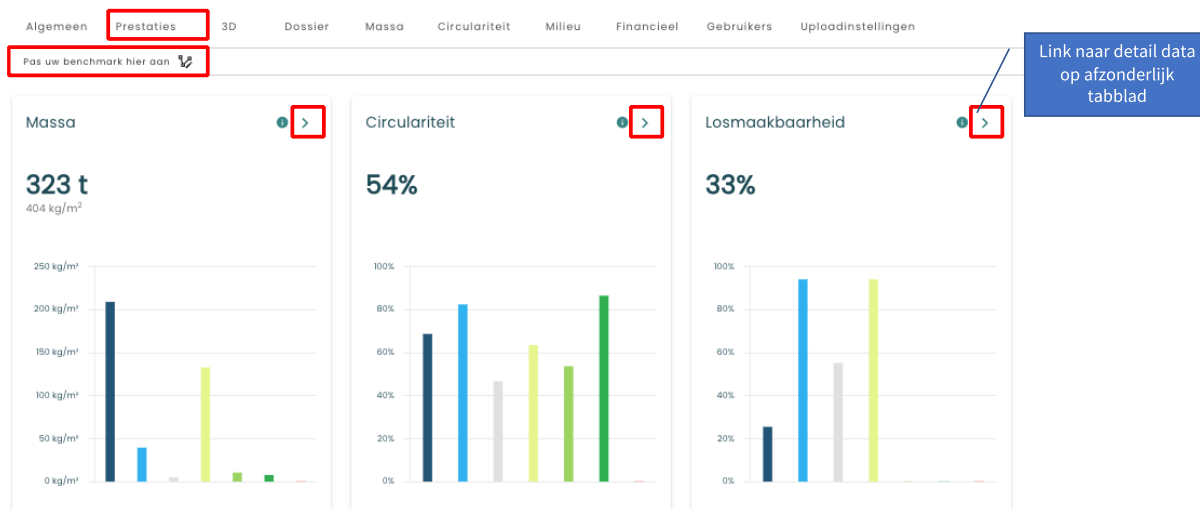 Algemeen Prestaties 3D Dossier Massa Circulariteit Milieu Financieel Gebruikers Uploadinstellingen
Pas uw benchmark hier aan
Link naar detail data
op afzonderlijk
tabblad
Massa
323 t
404 kg/m²
250 kg/m²
200 kg/m²
150 kg/m²
100 kg/m²
50 kg/m²
0 kg/m²
Circulariteit
54%
100%
80%
60%
40%
20%
0%
Losmaakbaarheid
33%
100%
80%
60%
40%
20%
0%